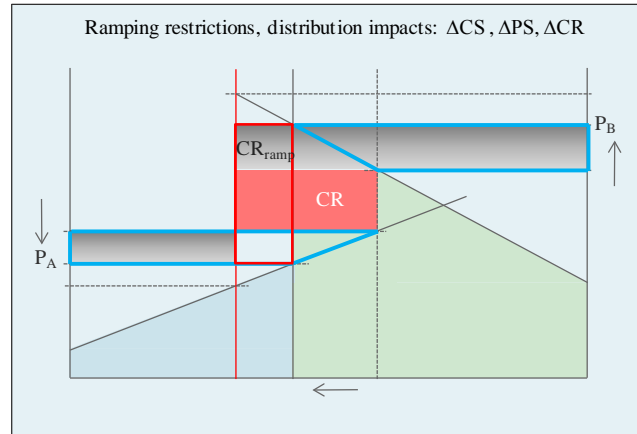 Ramping restrictions, distribution impacts: ΔCS , ΔPS, ΔCR
P_B
CR_ramp
CR
P_A